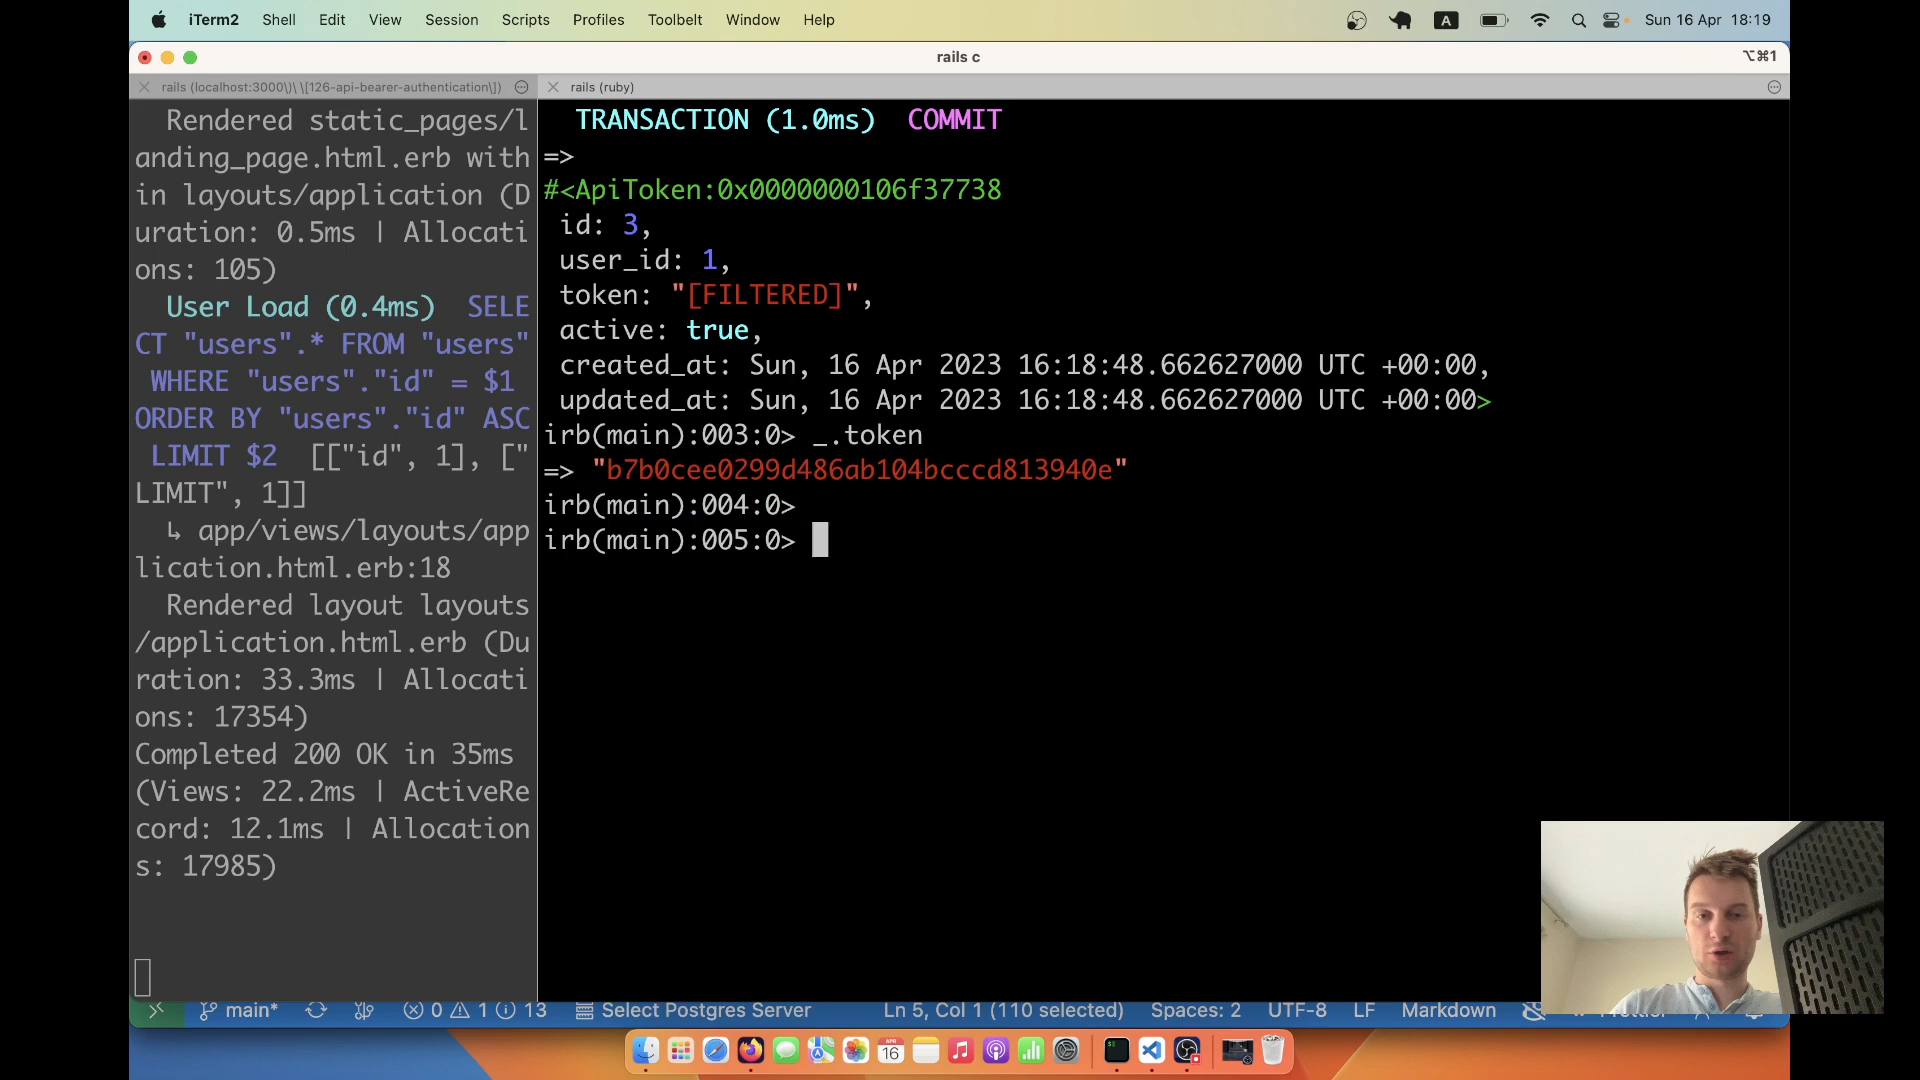 iTerm2 Shell Edit View Session Scripts Profiles Toolbelt Window Help A Sun 16 Apr 18:19
rails c ⌥⌘1
rails (localhost:3000\)\ \[126-api-bearer-authentication\])
Rendered static_pages/l
anding_page.html.erb with
in layouts/application (D
uration: 0.5ms | Allocati
ons: 105)
User Load (0.4ms) SELE
CT "users".* FROM "users"
WHERE "users"."id" = $1
ORDER BY "users"."id" ASC
LIMIT $2 [["id", 1], ["
LIMIT", 1]]
↳ app/views/layouts/app
lication.html.erb:18
Rendered layout layouts
/application.html.erb (Du
ration: 33.3ms | Allocati
ons: 17354)
Completed 200 OK in 35ms
(Views: 22.2ms | ActiveRe
cord: 12.1ms | Allocation
s: 17985)
rails (ruby)
TRANSACTION (1.0ms) COMMIT
=>
#<ApiToken:0x0000000106f37738
id: 3,
user_id: 1,
token: "[FILTERED]",
active: true,
created_at: Sun, 16 Apr 2023 16:18:48.662627000 UTC +00:00,
updated_at: Sun, 16 Apr 2023 16:18:48.662627000 UTC +00:00>
irb(main):003:0> _.token
=> "b7b0cee0299d486ab104bcccd813940e"
irb(main):004:0>
irb(main):005:0>
main* 0 1 13 Select Postgres Server Ln 5, Col 1 (110 selected) Spaces: 2 UTF-8 LF Markdown
APR
16